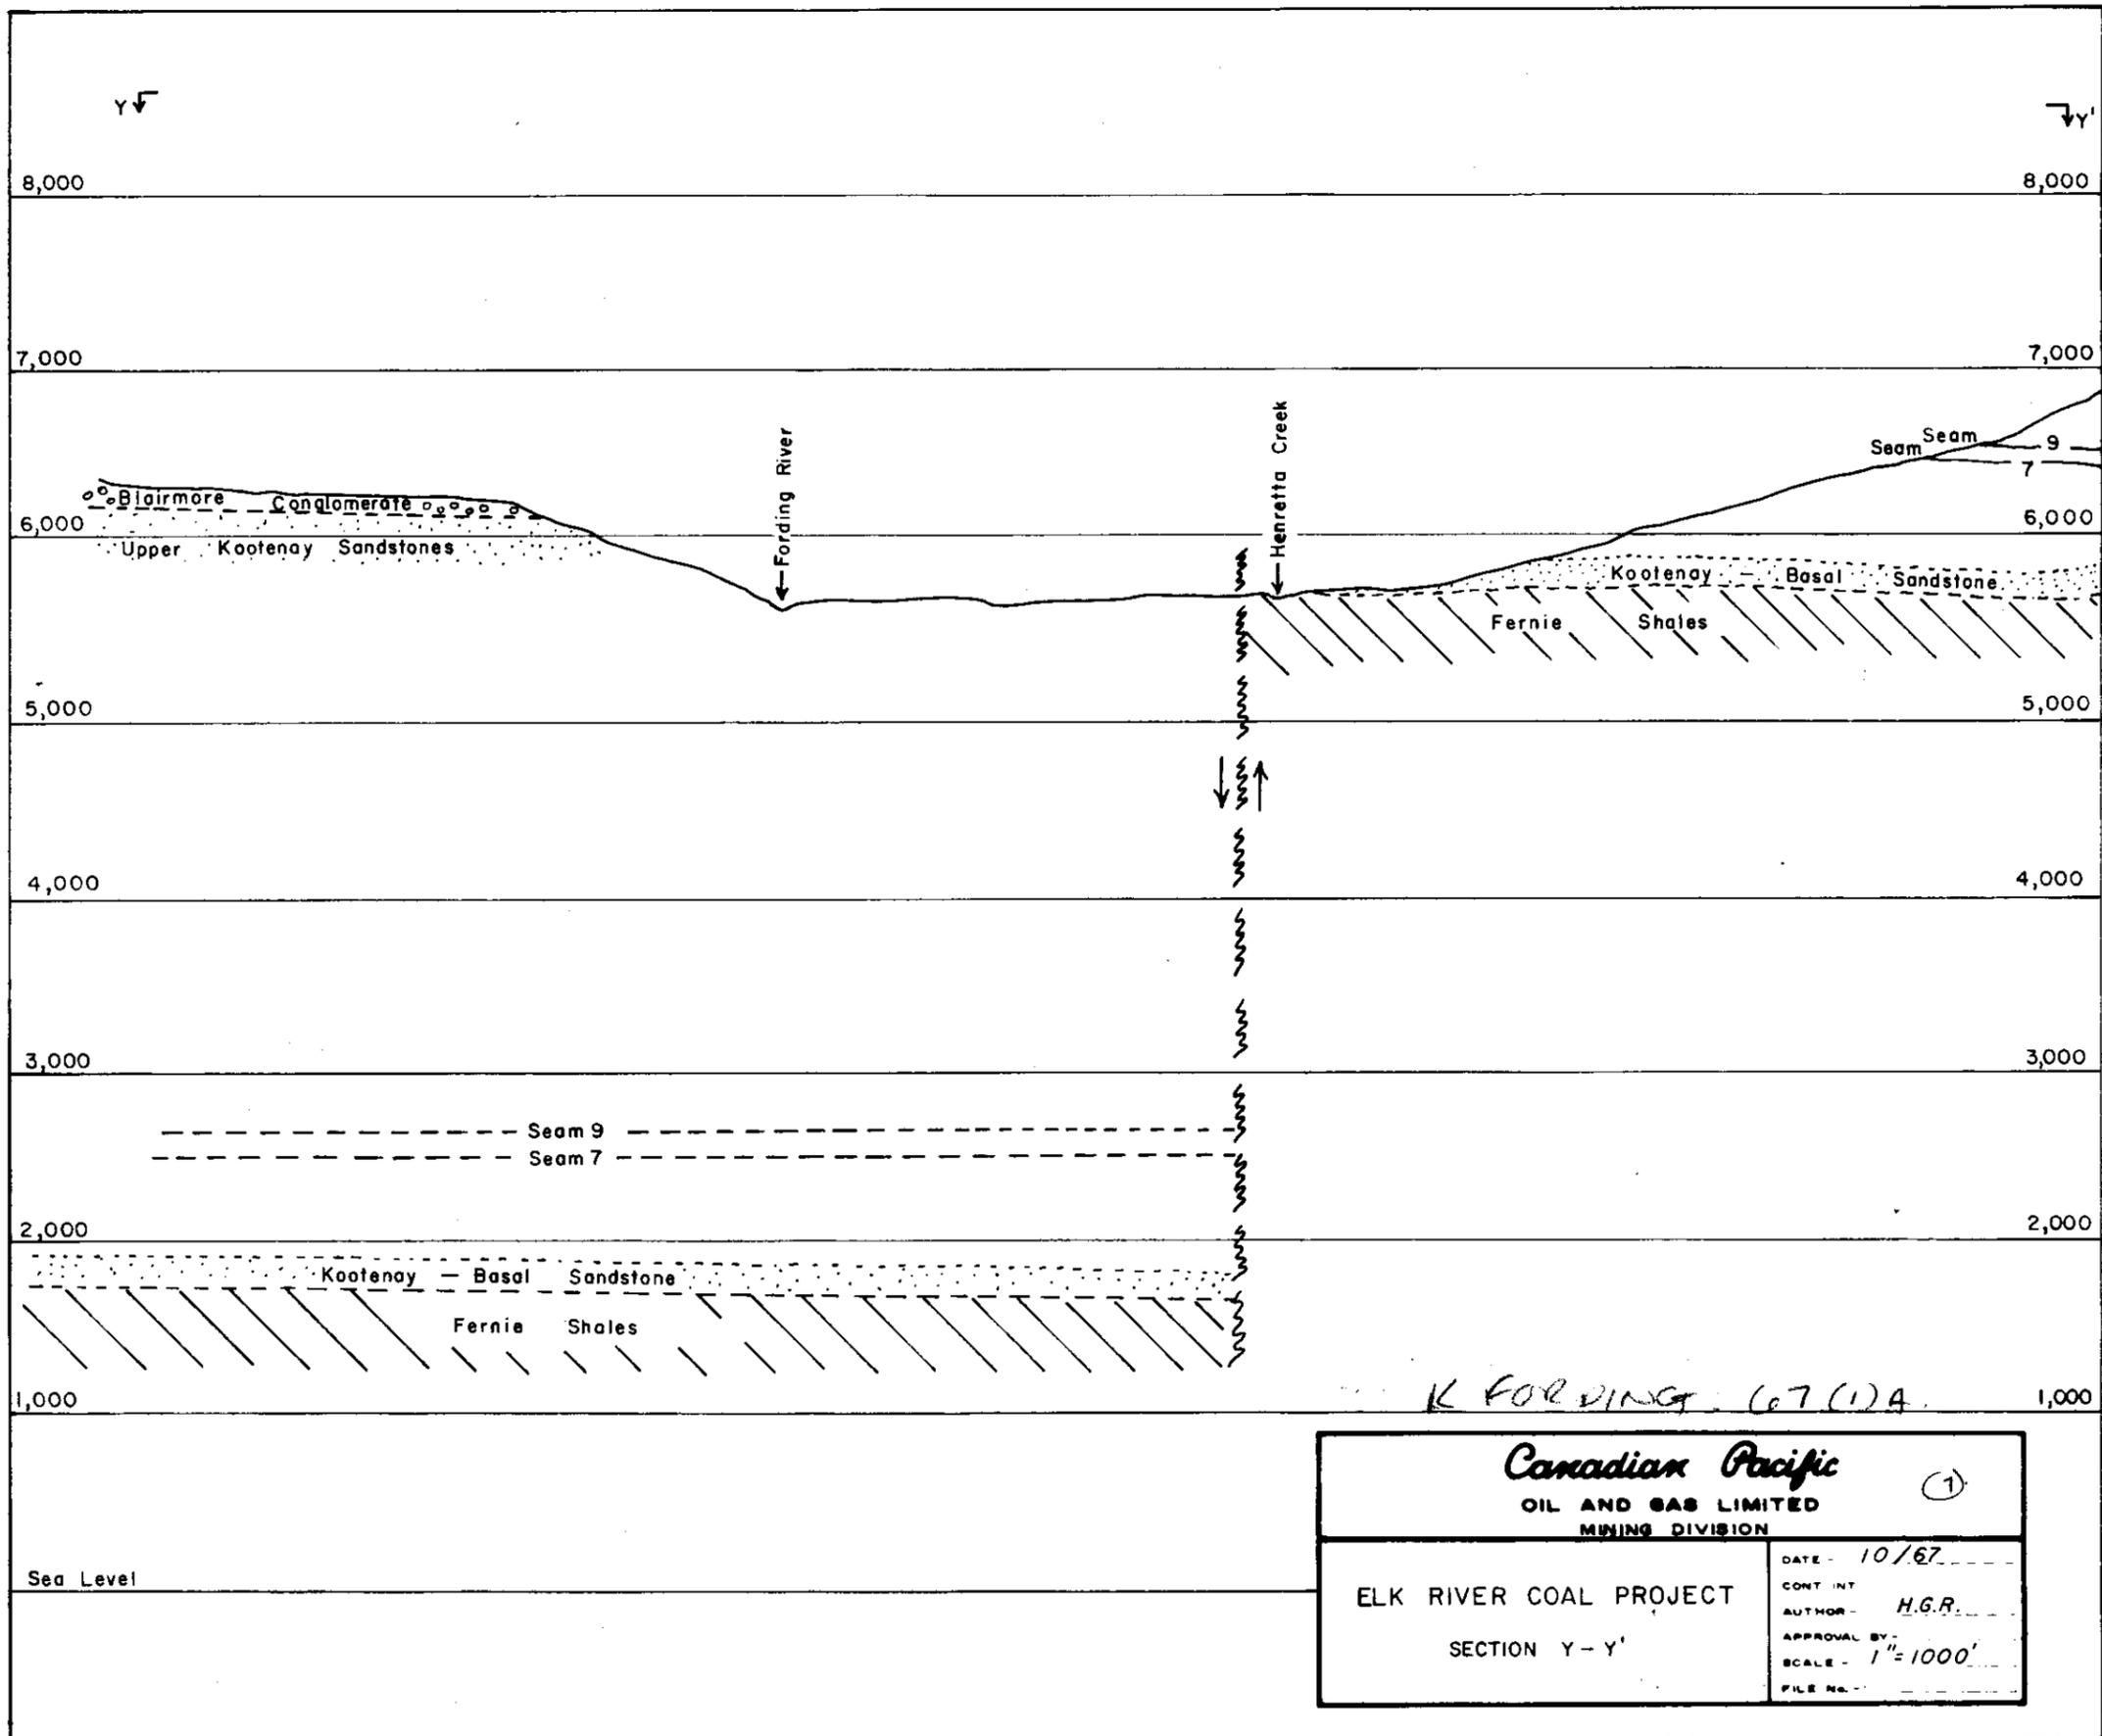 Y
Y'
8,000
8,000
7,000
7,000
Fording River
Henretta Creek
Seam 9
Seam 7
Blairmore Conglomerate
6,000
6,000
Upper Kootenay Sandstones
Kootenay — Basal Sandstone
Fernie Shales
5,000
5,000
4,000
4,000
3,000
3,000
Seam 9
Seam 7
2,000
2,000
Kootenay — Basal Sandstone
Fernie Shales
1,000
1,000
K FORDING 67(1)A
Canadian Pacific
OIL AND GAS LIMITED
MINING DIVISION
(1)
Sea Level
ELK RIVER COAL PROJECT
SECTION Y-Y'
DATE - 10/67
CONT INT
AUTHOR - H.G.R.
APPROVAL BY -
SCALE - 1"=1000'
FILE No. -